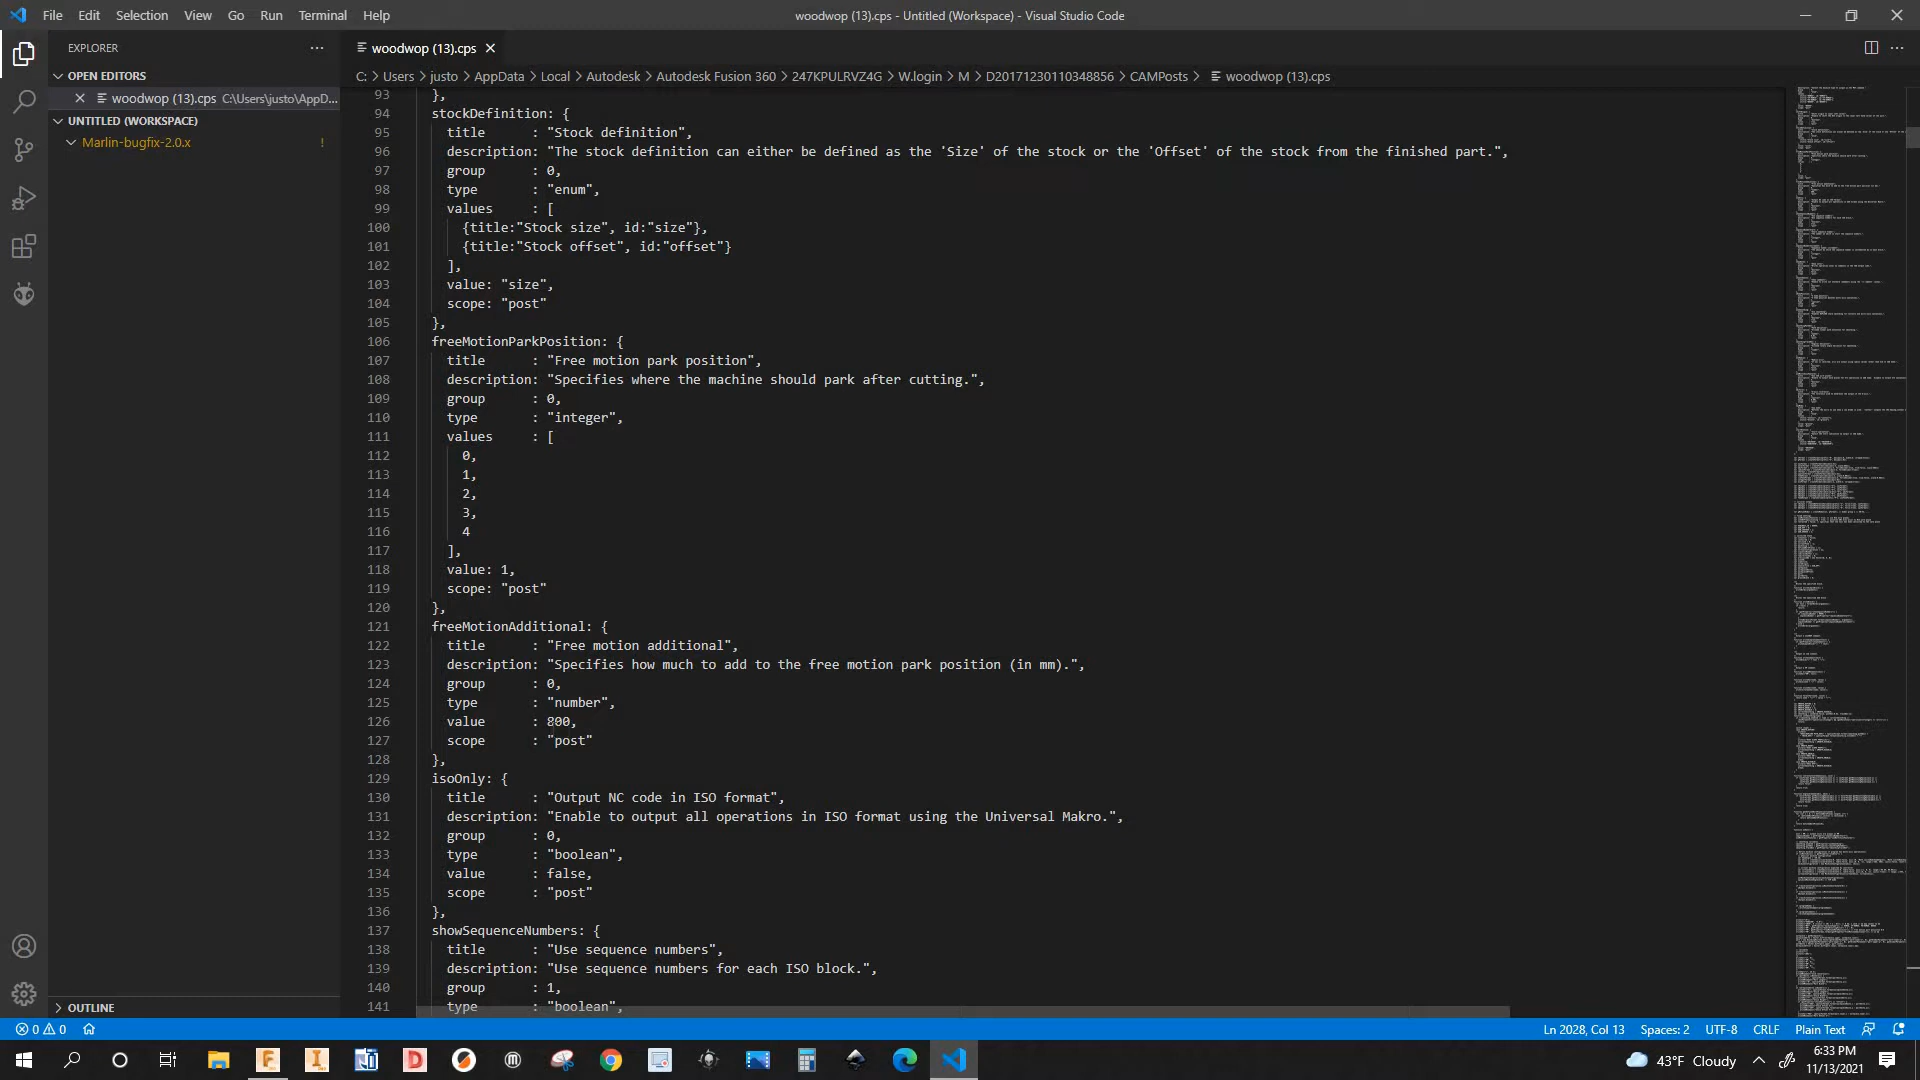 File Edit Selection View Go Run Terminal Help
woodwop (13).cps - Untitled (Workspace) - Visual Studio Code
EXPLORER
woodwop (13).cps
OPEN EDITORS
woodwop (13).cps C:\Users\justo\AppD...
UNTITLED (WORKSPACE)
Marlin-bugfix-2.0.x !
OUTLINE
C: > Users > justo > AppData > Local > Autodesk > Autodesk Fusion 360 > 247KPULRVZ4G > W.login > M > D20171230110348856 > CAMPosts > woodwop (13).cps
93 },
94 stockDefinition: {
95 title : "Stock definition",
96 description: "The stock definition can either be defined as the 'Size' of the stock or the 'Offset' of the stock from the finished part.",
97 group : 0,
98 type : "enum",
99 values : [
100 {title:"Stock size", id:"size"},
101 {title:"Stock offset", id:"offset"}
102 ],
103 value: "size",
104 scope: "post"
105 },
106 freeMotionParkPosition: {
107 title : "Free motion park position",
108 description: "Specifies where the machine should park after cutting.",
109 group : 0,
110 type : "integer",
111 values : [
112 0,
113 1,
114 2,
115 3,
116 4
117 ],
118 value: 1,
119 scope: "post"
120 },
121 freeMotionAdditional: {
122 title : "Free motion additional",
123 description: "Specifies how much to add to the free motion park position (in mm).",
124 group : 0,
125 type : "number",
126 value : 800,
127 scope : "post"
128 },
129 isoOnly: {
130 title : "Output NC code in ISO format",
131 description: "Enable to output all operations in ISO format using the Universal Makro.",
132 group : 0,
133 type : "boolean",
134 value : false,
135 scope : "post"
136 },
137 showSequenceNumbers: {
138 title : "Use sequence numbers",
139 description: "Use sequence numbers for each ISO block.",
140 group : 1,
141 type : "boolean",
0 0
Ln 2028, Col 13 Spaces: 2 UTF-8 CRLF Plain Text
43°F Cloudy
6:33 PM
11/13/2021